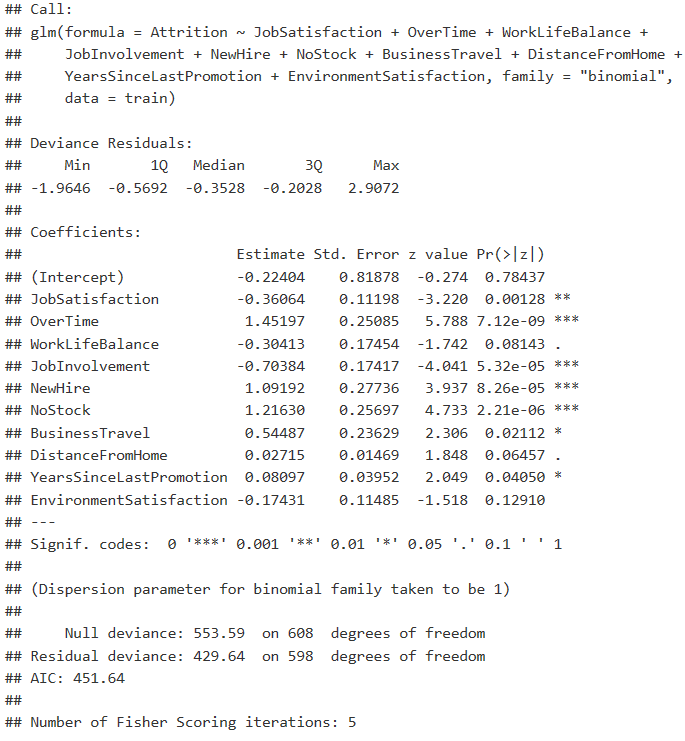 ## Call:
## glm(formula = Attrition ~ JobSatisfaction + OverTime + WorkLifeBalance +
##     JobInvolvement + NewHire + NoStock + BusinessTravel + DistanceFromHome +
##     YearsSinceLastPromotion + EnvironmentSatisfaction, family = "binomial",
##     data = train)
##
## Deviance Residuals:
##     Min       1Q   Median       3Q      Max
## -1.9646  -0.5692  -0.3528  -0.2028   2.9072
##
## Coefficients:
##                         Estimate Std. Error z value Pr(>|z|)
## (Intercept)             -0.22404    0.81878  -0.274  0.78437
## JobSatisfaction         -0.36064    0.11198  -3.220  0.00128 **
## OverTime                 1.45197    0.25085   5.788 7.12e-09 ***
## WorkLifeBalance         -0.30413    0.17454  -1.742  0.08143 .
## JobInvolvement          -0.70384    0.17417  -4.041 5.32e-05 ***
## NewHire                  1.09192    0.27736   3.937 8.26e-05 ***
## NoStock                  1.21630    0.25697   4.733 2.21e-06 ***
## BusinessTravel           0.54487    0.23629   2.306  0.02112 *
## DistanceFromHome         0.02715    0.01469   1.848  0.06457 .
## YearsSinceLastPromotion  0.08097    0.03952   2.049  0.04050 *
## EnvironmentSatisfaction -0.17431    0.11485  -1.518  0.12910
## ---
## Signif. codes:  0 '***' 0.001 '**' 0.01 '*' 0.05 '.' 0.1 ' ' 1
##
## (Dispersion parameter for binomial family taken to be 1)
##
##     Null deviance: 553.59  on 608  degrees of freedom
## Residual deviance: 429.64  on 598  degrees of freedom
## AIC: 451.64
##
## Number of Fisher Scoring iterations: 5